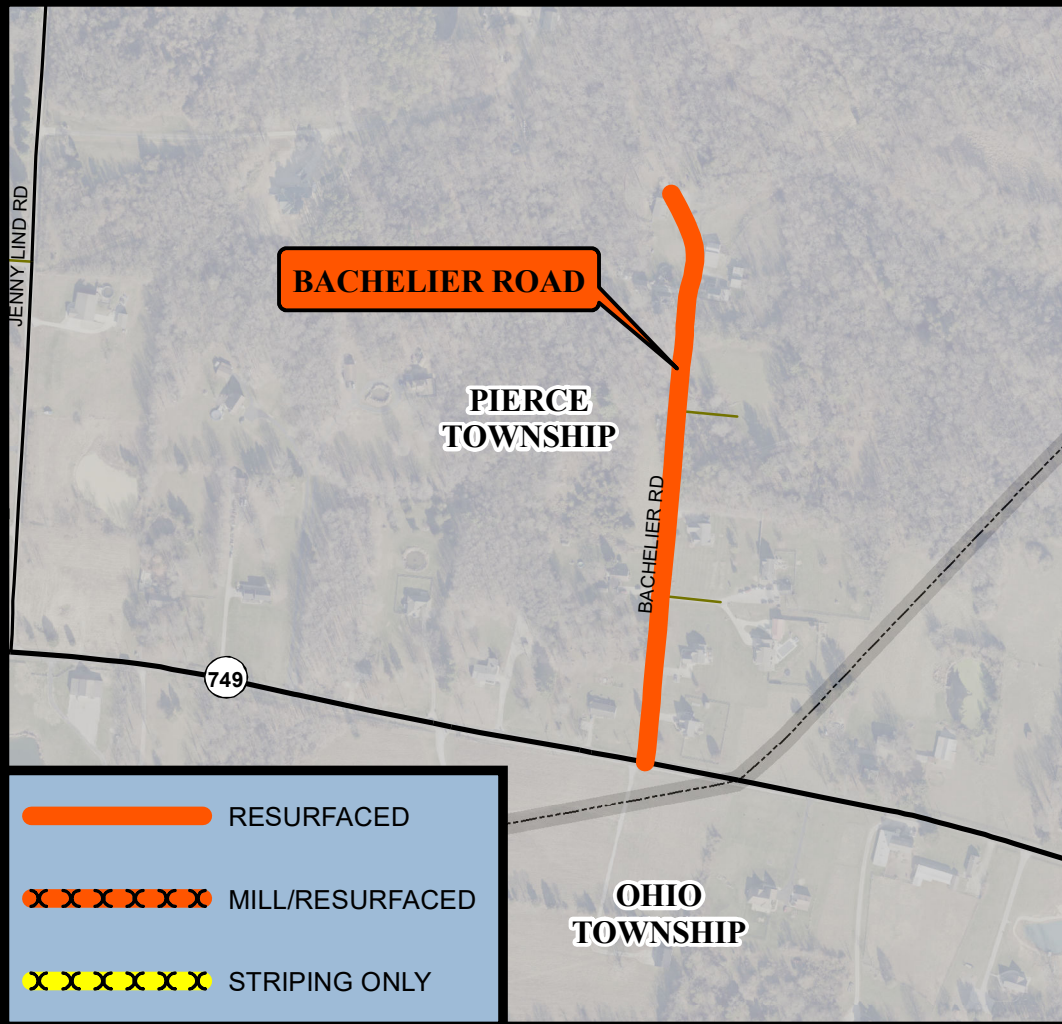 JENNY LIND RD
BACHELIER ROAD
PIERCE
TOWNSHIP
BACHELIER RD
749
RESURFACED
MILL/RESURFACED
STRIPING ONLY
OHIO
TOWNSHIP